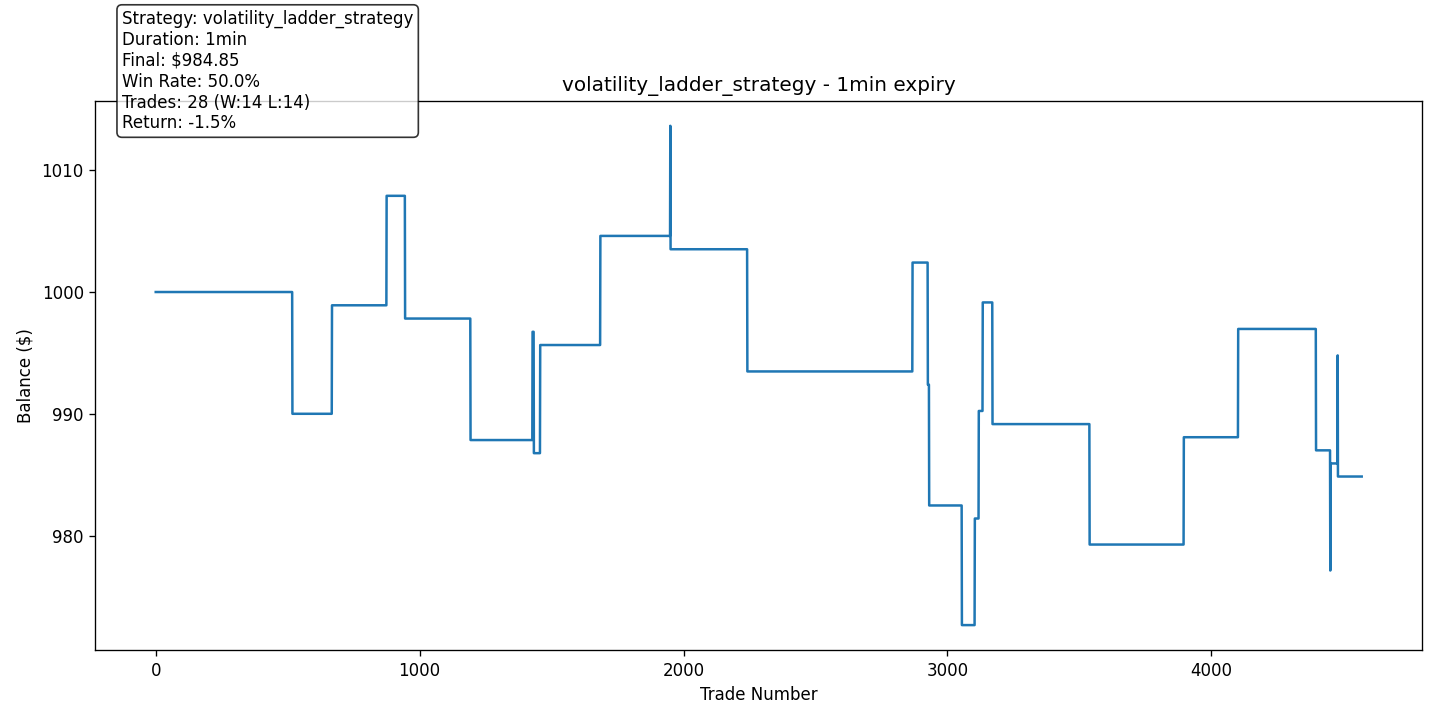 Strategy: volatility_ladder_strategy
Duration: 1min
Final: $984.85
Win Rate: 50.0%
Trades: 28 (W:14 L:14)
Return: -1.5%
volatility_ladder_strategy - 1min expiry
Balance ($)
1010
1000
990
980
0
1000
2000
3000
4000
Trade Number